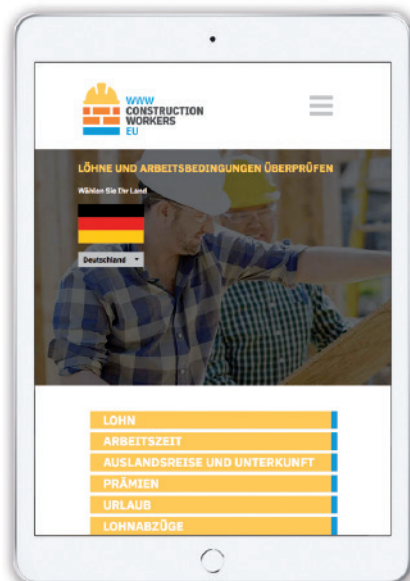 WWW
CONSTRUCTION
WORKERS
EU
LÖHNE UND ARBEITSBEDINGUNGEN ÜBERPRÜFEN
Wählen Sie Ihr Land
Deutschland
LOHN
ARBEITSZEIT
AUSLANDSREISE UND UNTERKUNFT
PRÄMIEN
URLAUB
LOHNABZÜGE